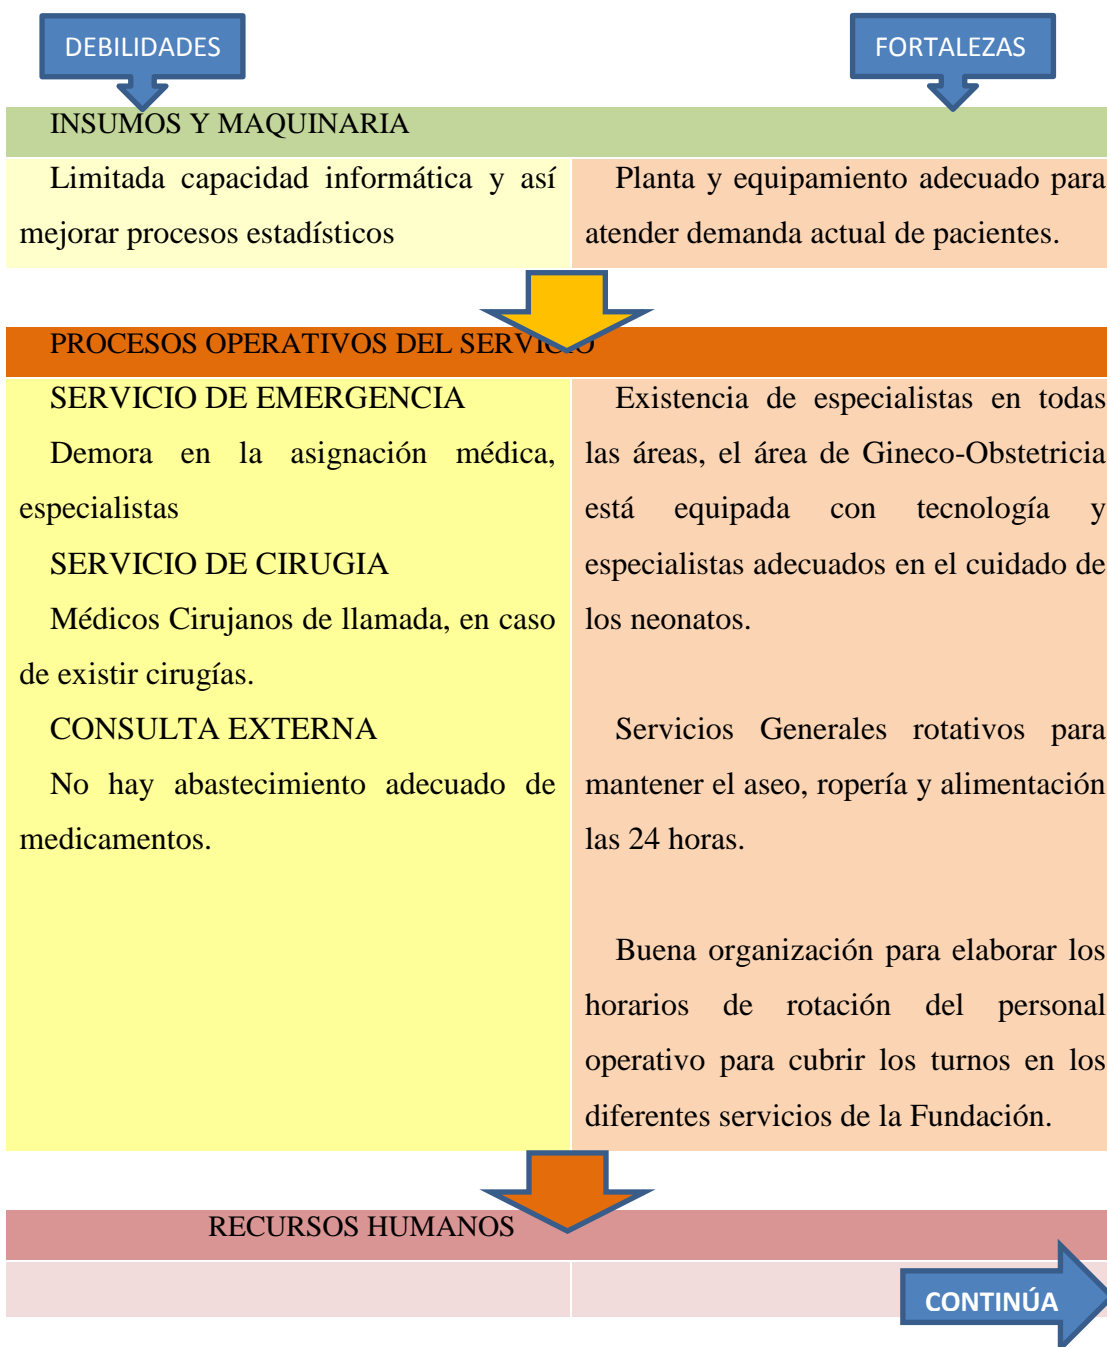 DEBILIDADES
FORTALEZAS
INSUMOS Y MAQUINARIA
Limitada capacidad informática y así
mejorar procesos estadísticos
Planta y equipamiento adecuado para
atender demanda actual de pacientes.
PROCESOS OPERATIVOS DEL SERVICIO
SERVICIO DE EMERGENCIA
Demora en la asignación médica,
especialistas
SERVICIO DE CIRUGIA
Médicos Cirujanos de llamada, en caso
de existir cirugías.
CONSULTA EXTERNA
No hay abastecimiento adecuado de
medicamentos.
Existencia de especialistas en todas
las áreas, el área de Gineco-Obstetricia
está equipada con tecnología y
especialistas adecuados en el cuidado de
los neonatos.
Servicios Generales rotativos para
mantener el aseo, ropería y alimentación
las 24 horas.
Buena organización para elaborar los
horarios de rotación del personal
operativo para cubrir los turnos en los
diferentes servicios de la Fundación.
RECURSOS HUMANOS
CONTINÚA